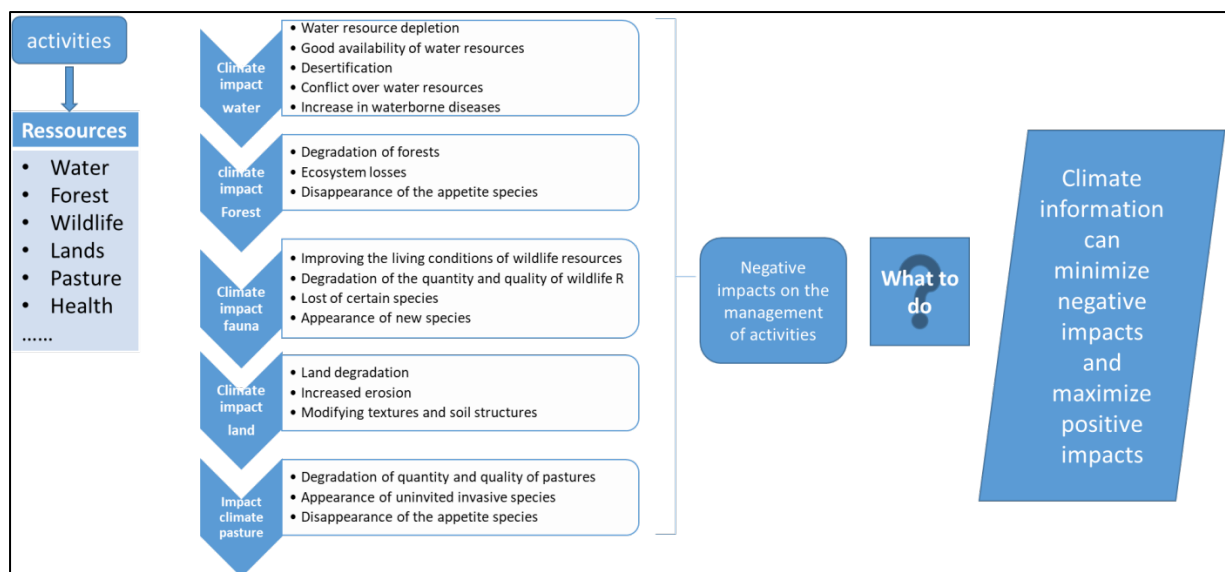 activities
Ressources
• Water
• Forest
• Wildlife
• Lands
• Pasture
• Health
......
Climate
impact
water
• Water resource depletion
• Good availability of water resources
• Desertification
• Conflict over water resources
• Increase in waterborne diseases
climate
impact
Forest
• Degradation of forests
• Ecosystem losses
• Disappearance of the appetite species
Climate
impact
fauna
• Improving the living conditions of wildlife resources
• Degradation of the quantity and quality of wildlife R
• Lost of certain species
• Appearance of new species
Climate
impact
land
• Land degradation
• Increased erosion
• Modifying textures and soil structures
Impact
climate
pasture
• Degradation of quantity and quality of pastures
• Appearance of uninvited invasive species
• Disappearance of the appetite species
Negative
impacts on the
management
of activities
?
What to
do
Climate
information
can
minimize
negative
impacts
and
maximize
positive
impacts